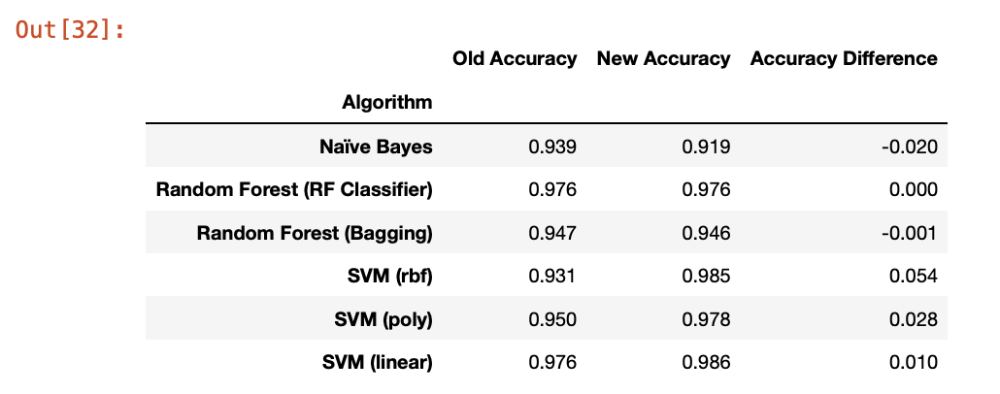 Out[32]:
Old Accuracy New Accuracy Accuracy Difference
Algorithm
Naïve Bayes 0.939 0.919 -0.020
Random Forest (RF Classifier) 0.976 0.976 0.000
Random Forest (Bagging) 0.947 0.946 -0.001
SVM (rbf) 0.931 0.985 0.054
SVM (poly) 0.950 0.978 0.028
SVM (linear) 0.976 0.986 0.010